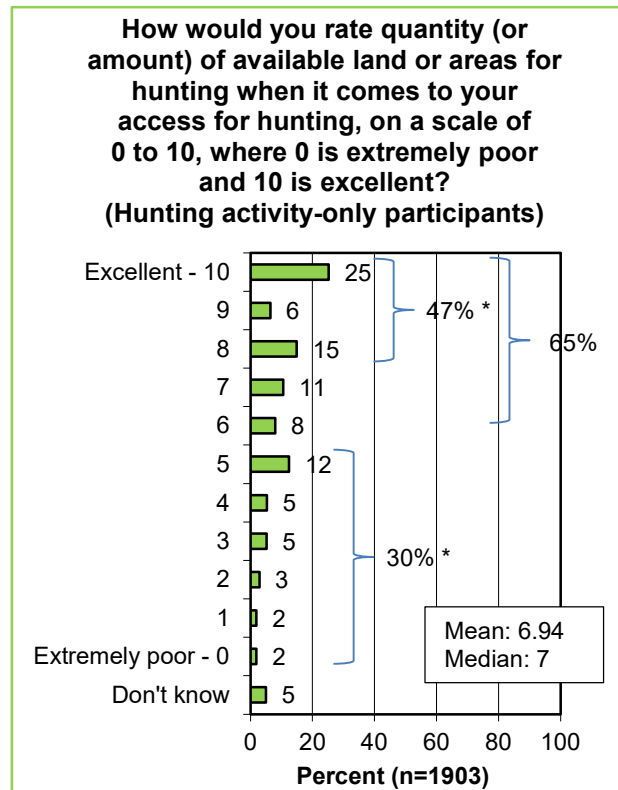 How would you rate quantity (or
amount) of available land or areas for
hunting when it comes to your
access for hunting, on a scale of
0 to 10, where 0 is extremely poor
and 10 is excellent?
(Hunting activity-only participants)
Excellent - 10 25
9 6 47% *
8 15 65%
7 11
6 8
5 12
4 5
3 5 30% *
2 3
1 2 Mean: 6.94
Extremely poor - 0 2 Median: 7
Don't know 5
0 20 40 60 80 100
Percent (n=1903)